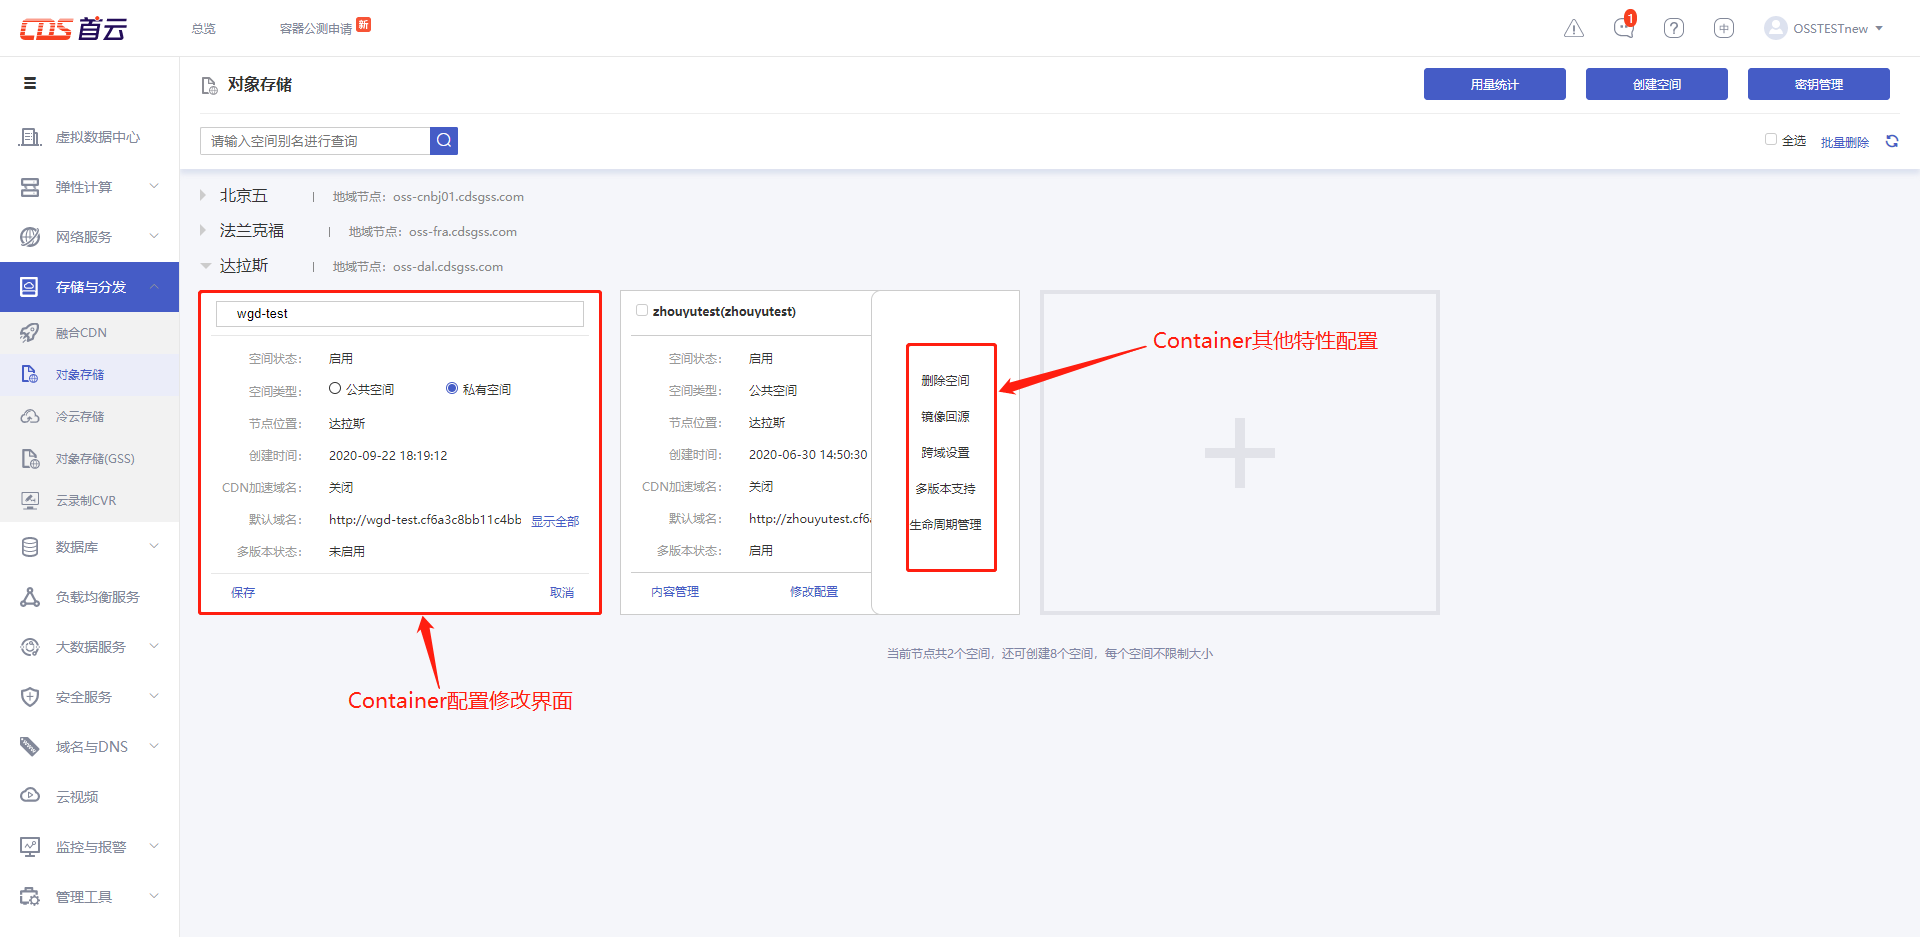 CDS 首云
总览
容器公测申请 新
1
?
中
OSSTESTnew
虚拟数据中心
弹性计算
网络服务
存储与分发
融合CDN
对象存储
冷云存储
对象存储(GSS)
云录制CVR
数据库
负载均衡服务
大数据服务
安全服务
域名与DNS
云视频
监控与报警
管理工具
对象存储
用量统计
创建空间
密钥管理
请输入空间别名进行查询
全选
批量删除
北京五 | 地域节点：oss-cnbj01.cdsgss.com
法兰克福 | 地域节点：oss-fra.cdsgss.com
达拉斯 | 地域节点：oss-dal.cdsgss.com
wgd-test
空间状态： 启用
空间类型： 公共空间 私有空间
节点位置： 达拉斯
创建时间： 2020-09-22 18:19:12
CDN加速域名： 关闭
默认域名： http://wgd-test.cf6a3c8bb11c4bb 显示全部
多版本状态： 未启用
保存 取消
zhouyutest(zhouyutest)
空间状态： 启用
空间类型： 公共空间
节点位置： 达拉斯
创建时间： 2020-06-30 14:50:30
CDN加速域名： 关闭
默认域名： http://zhouyutest.cf6
多版本状态： 启用
内容管理 修改配置
删除空间
镜像回源
跨域设置
多版本支持
生命周期管理
Container其他特性配置
当前节点共2个空间，还可创建8个空间，每个空间不限制大小
Container配置修改界面